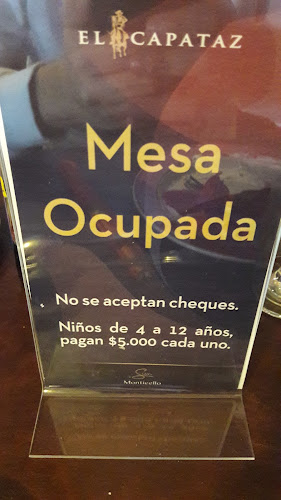 EL CAPATAZ
Mesa
Ocupada
No se aceptan cheques.
Niños de 4 a 12 años,
pagan $5.000 cada uno.
Sun
Monticello